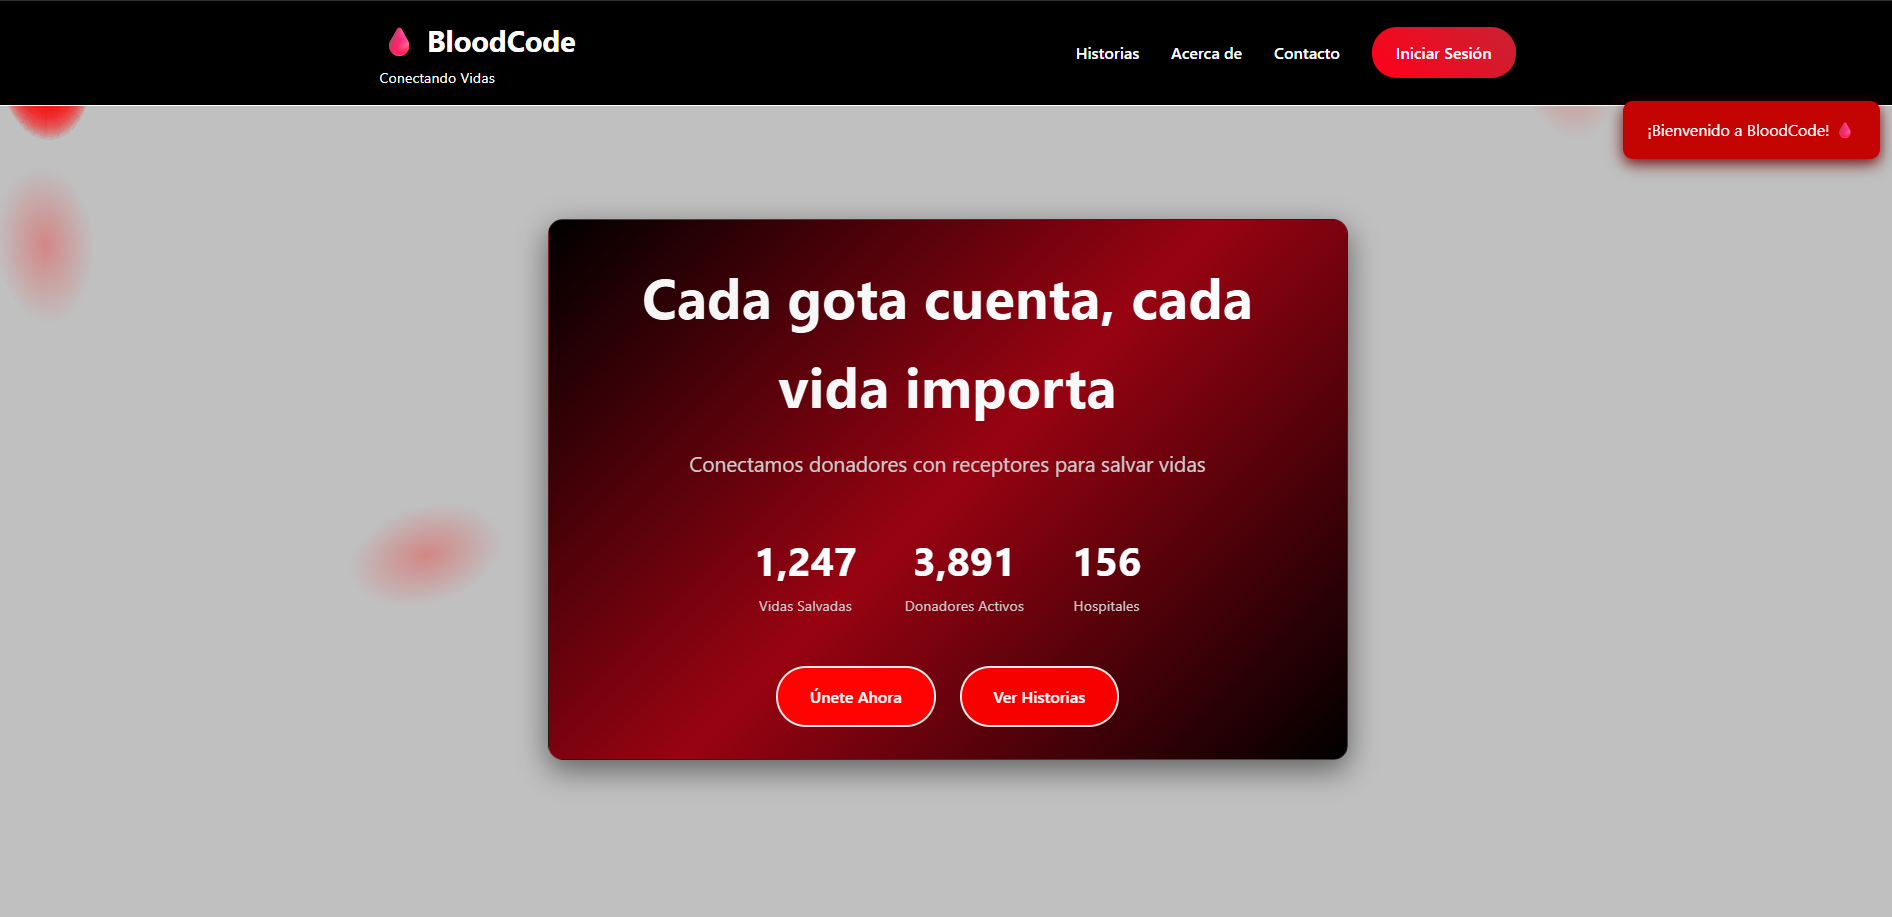 BloodCode
Conectando Vidas
Historias
Acerca de
Contacto
Iniciar Sesión
¡Bienvenido a BloodCode!
Cada gota cuenta, cada
vida importa
Conectamos donadores con receptores para salvar vidas
1,247
Vidas Salvadas
3,891
Donadores Activos
156
Hospitales
Únete Ahora
Ver Historias